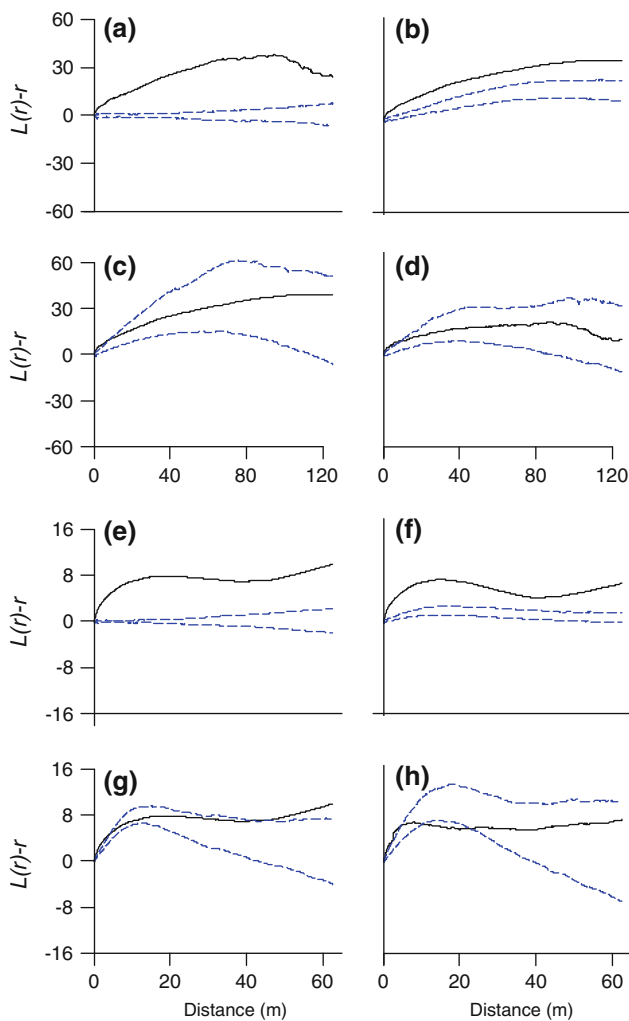 (a) (b)
60
30
0
-30
-60
L(r)-r
(c) (d)
60
30
0
-30
-60
L(r)-r
0 40 80 120 0 40 80 120
(e) (f)
16
8
0
-8
-16
L(r)-r
(g) (h)
16
8
0
-8
-16
L(r)-r
0 20 40 60 0 20 40 60
Distance (m) Distance (m)